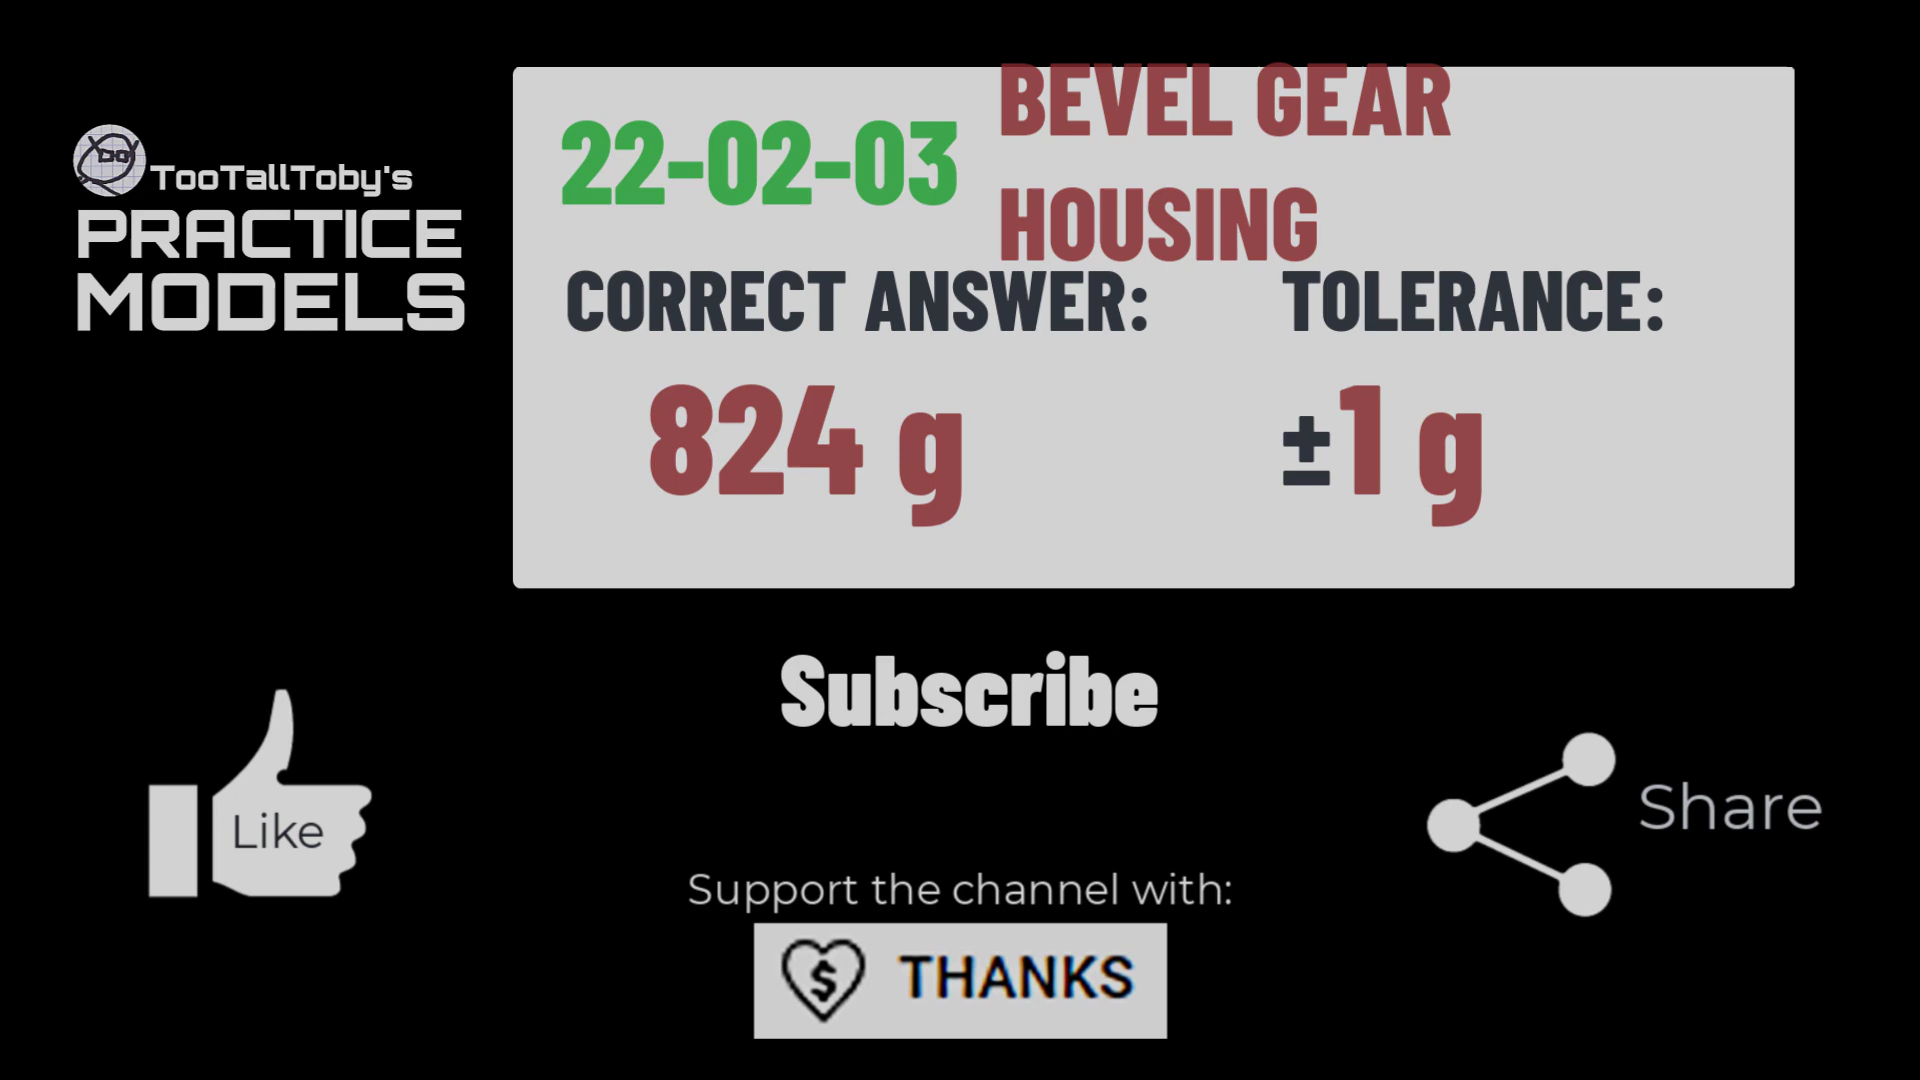 TooTallToby's
PRACTICE
MODELS
22-02-03
BEVEL GEAR
HOUSING
CORRECT ANSWER:
TOLERANCE:
824 g
±1 g
Subscribe
Like
Share
Support the channel with:
$ THANKS